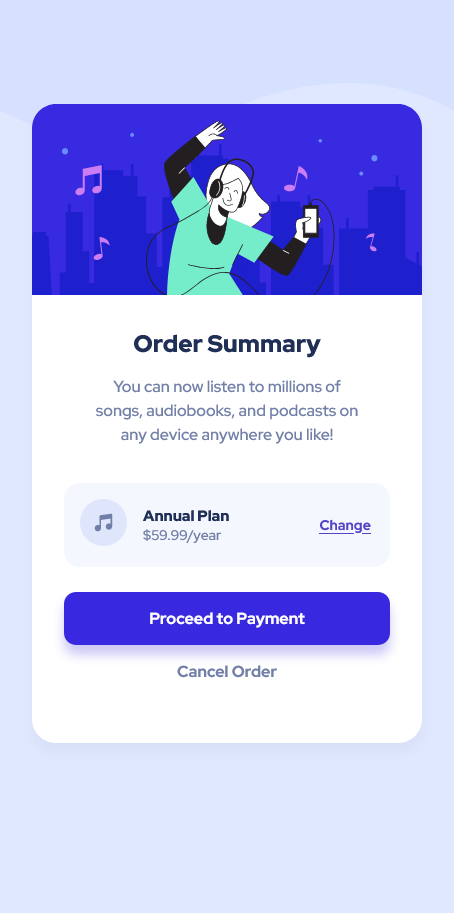 Order Summary
You can now listen to millions of
songs, audiobooks, and podcasts on
any device anywhere you like!
Annual Plan
$59.99/year
Change
Proceed to Payment
Cancel Order